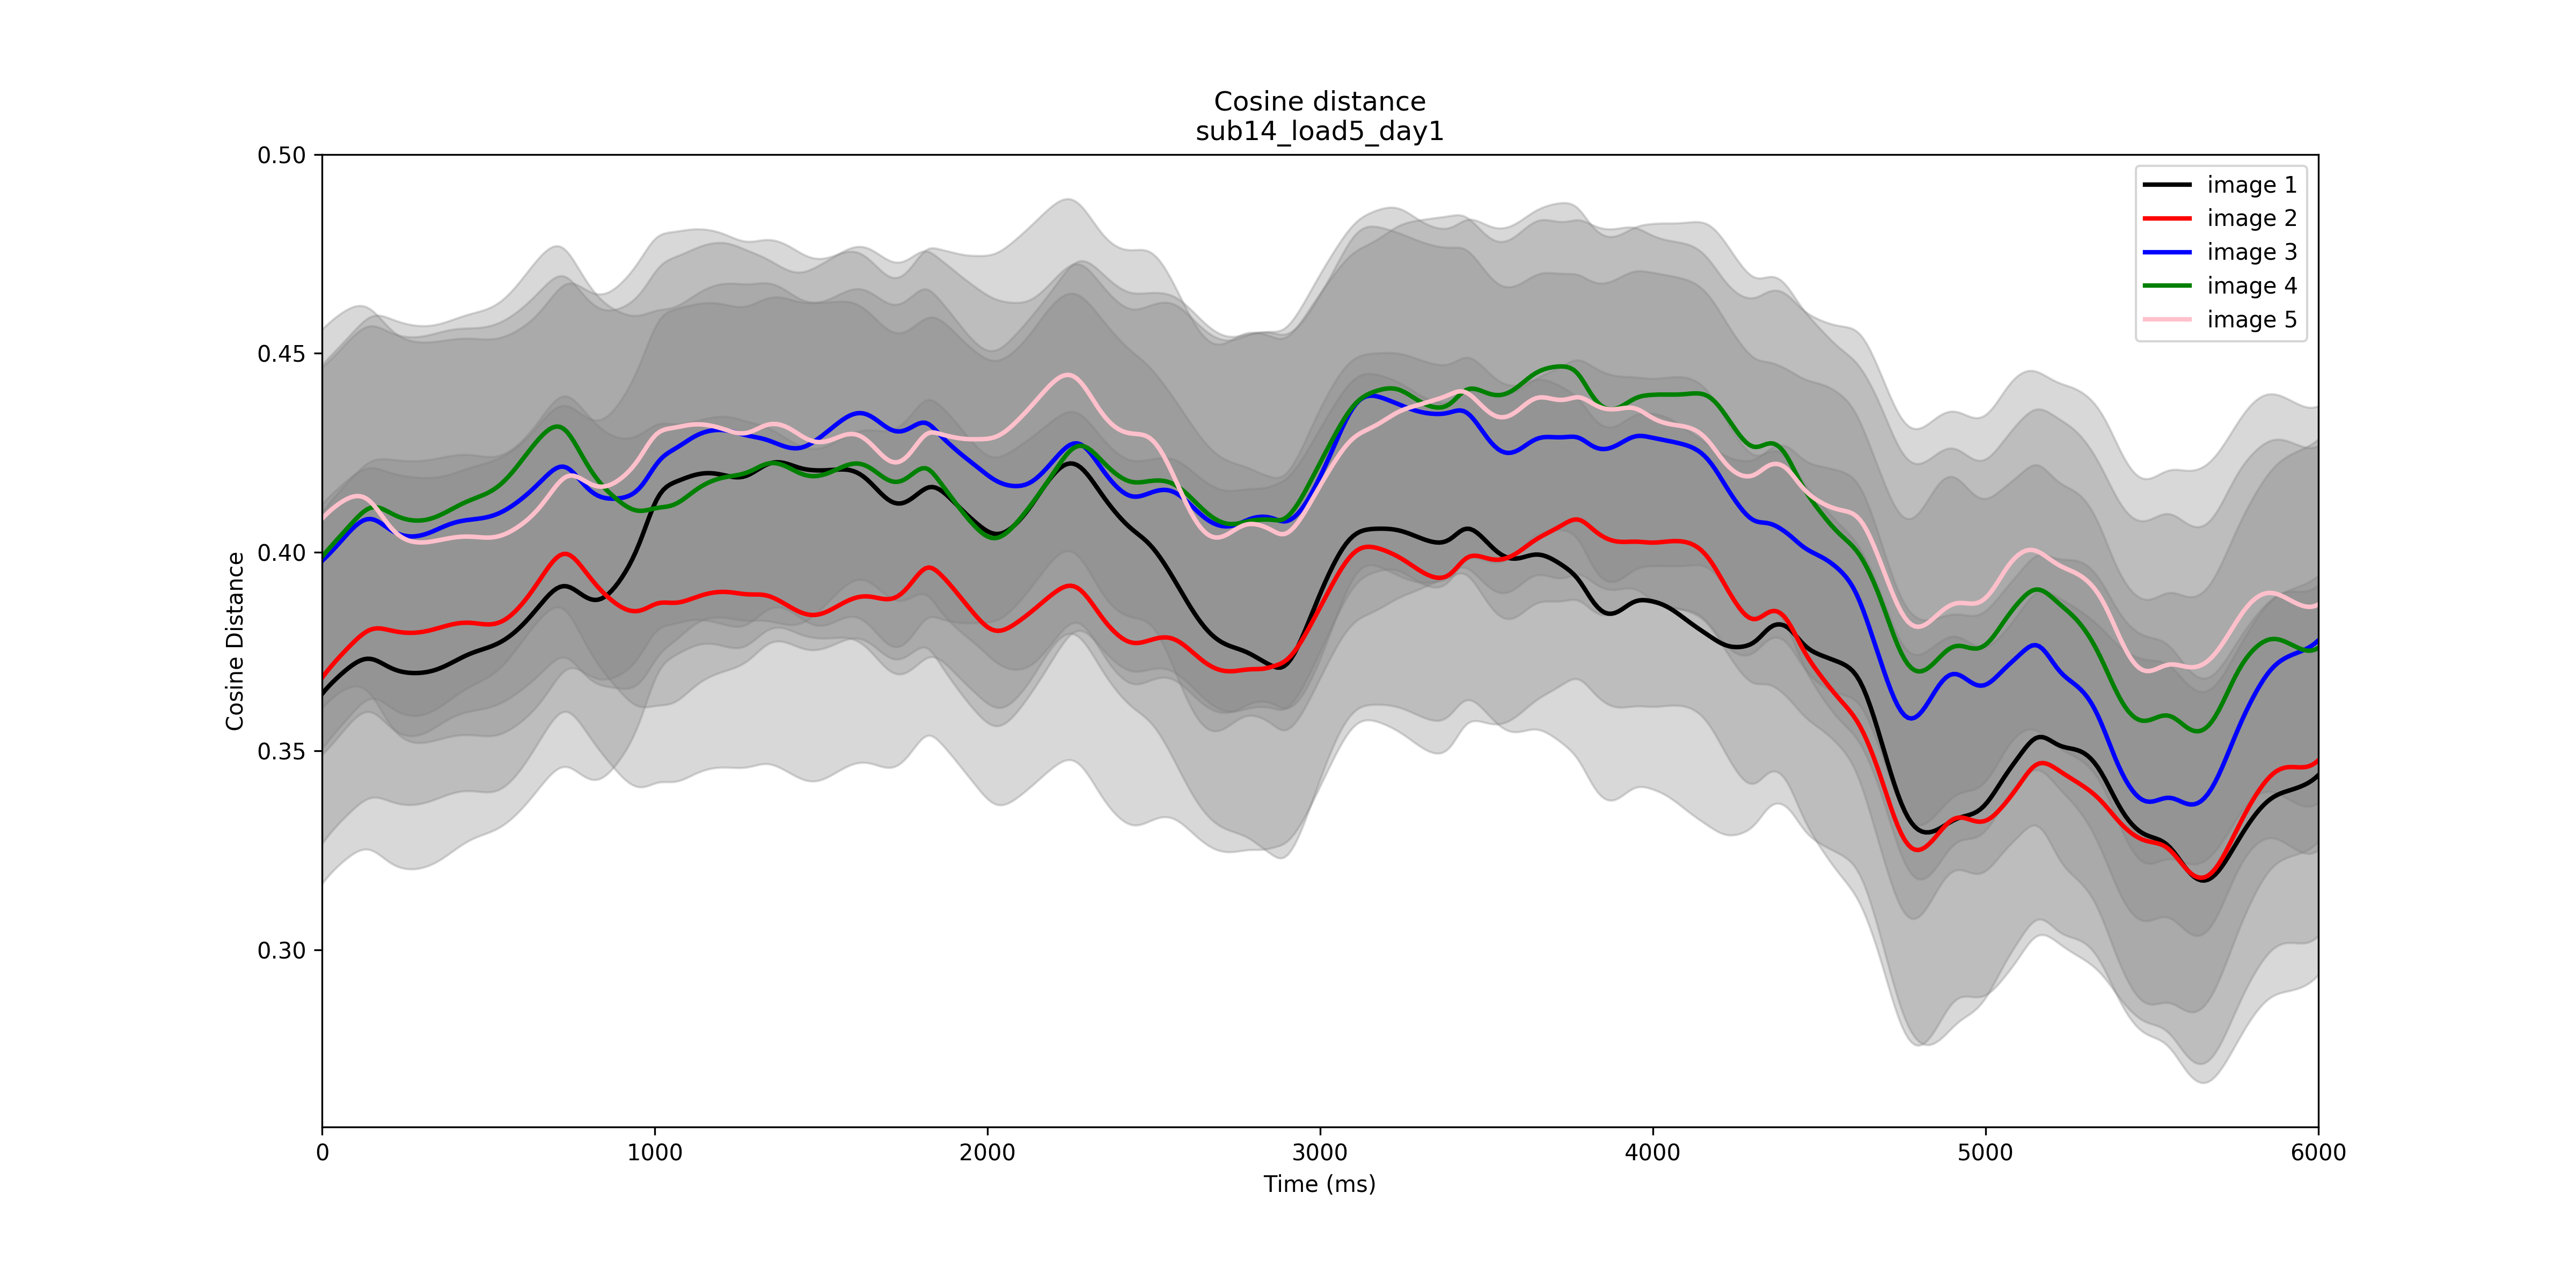 Cosine distance
sub14_load5_day1
0.50
0.45
0.40
0.35
0.30
Cosine Distance
image 1
image 2
image 3
image 4
image 5
0 1000 2000 3000 4000 5000 6000
Time (ms)